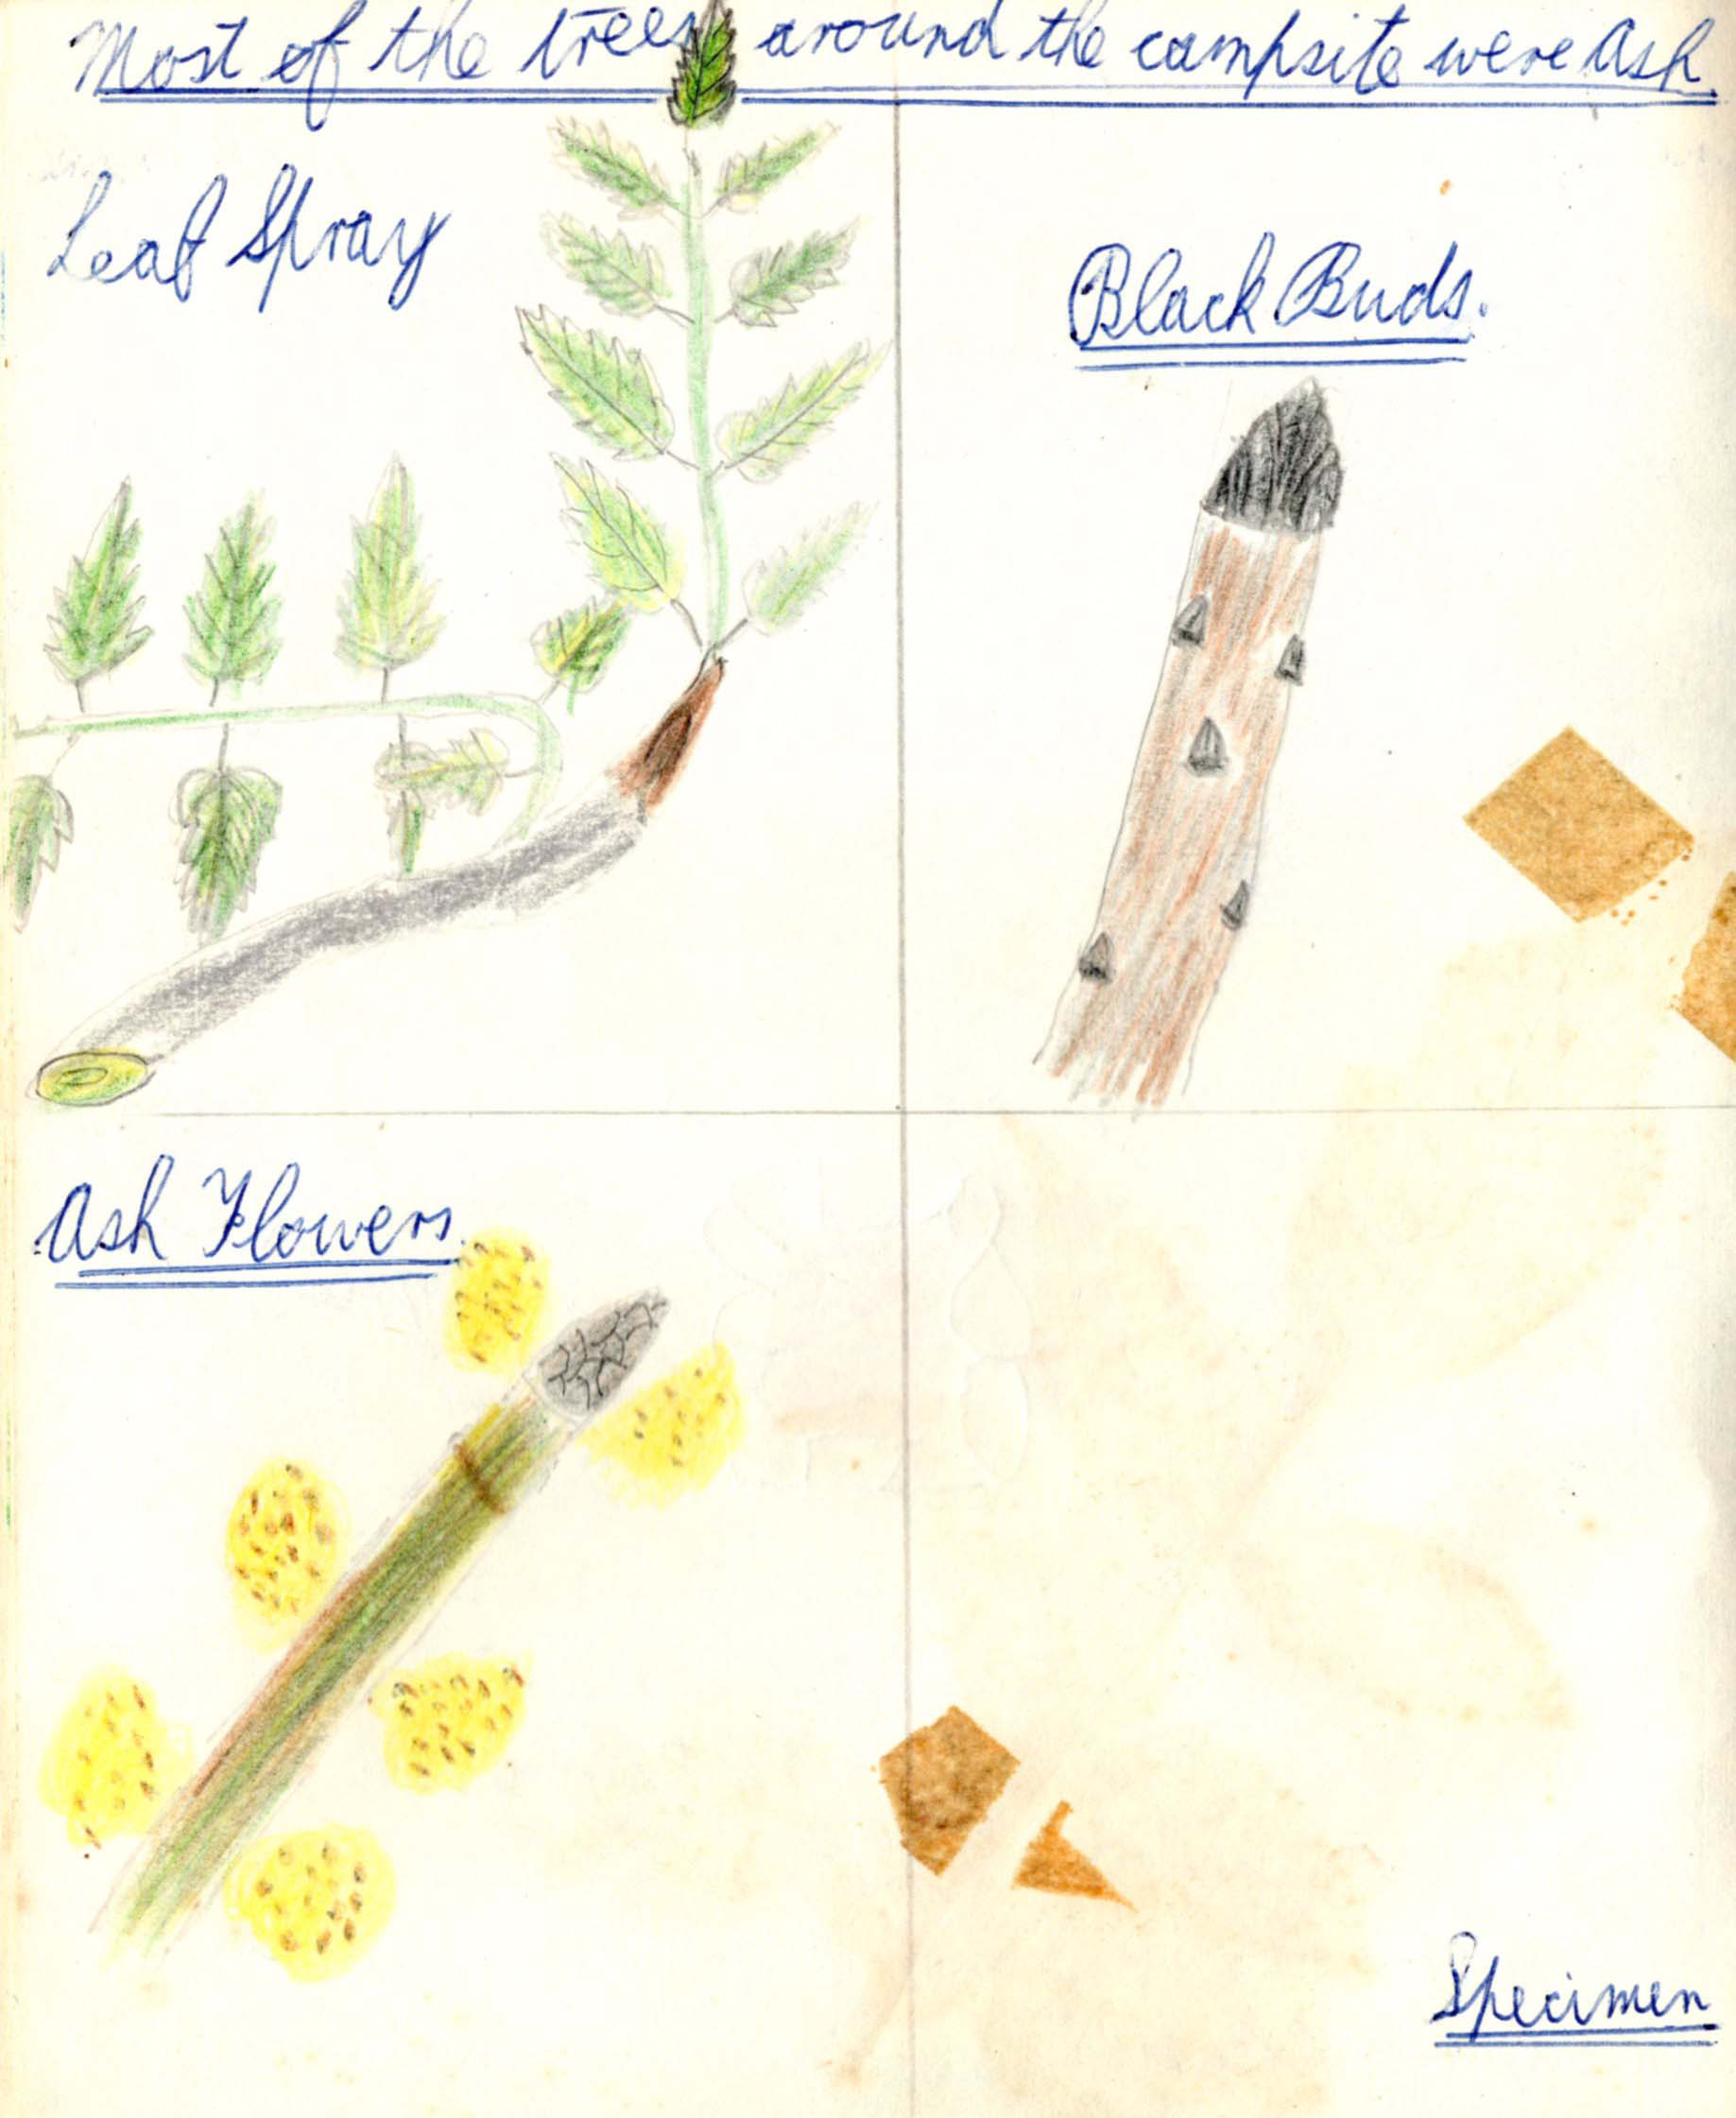 Most of the trees around the campsite were Ash
Leaf Spray
Black Buds.
Ash Flowers.
Specimen